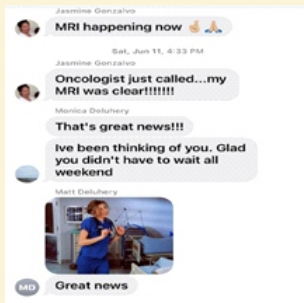 Jasmine Gonzalvo
MRI happening now 🤞🏼🙏🏼
Sat, Jun 11, 4:33 PM
Jasmine Gonzalvo
Oncologist just called...my
MRI was clear!!!!!!!
Monica Deluhery
That's great news!!!
Ive been thinking of you. Glad
you didn't have to wait all
weekend
Matt Deluhery
MD
Great news